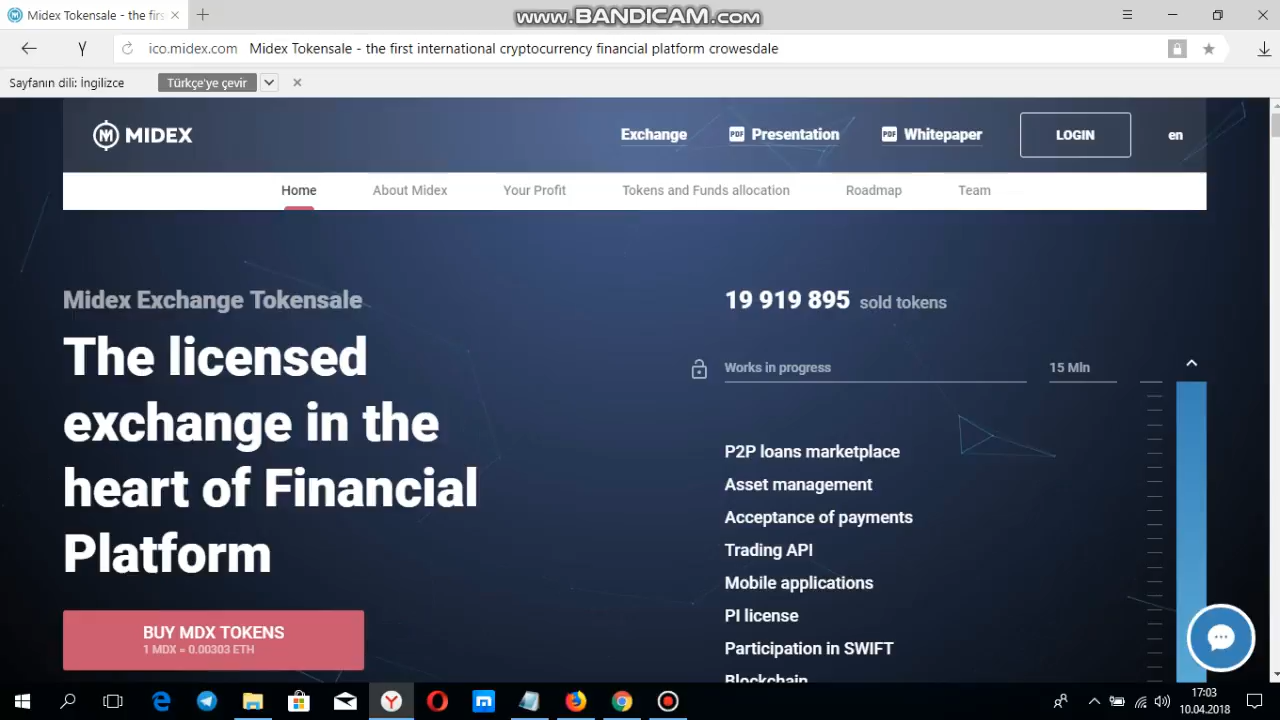 www.BANDICAM.com
Midex Tokensale - the firs
ico.midex.com Midex Tokensale - the first international cryptocurrency financial platform crowesdale
Sayfanın dili: İngilizce
Türkçe'ye çevir
MIDEX
Exchange
PDF Presentation
PDF Whitepaper
LOGIN
en
Home
About Midex
Your Profit
Tokens and Funds allocation
Roadmap
Team
Midex Exchange Tokensale
The licensed
exchange in the
heart of Financial
Platform
BUY MDX TOKENS
1 MDX = 0.00303 ETH
19 919 895 sold tokens
Works in progress
15 Mln
P2P loans marketplace
Asset management
Acceptance of payments
Trading API
Mobile applications
PI license
Participation in SWIFT
Blockchain
17:03
10.04.2018